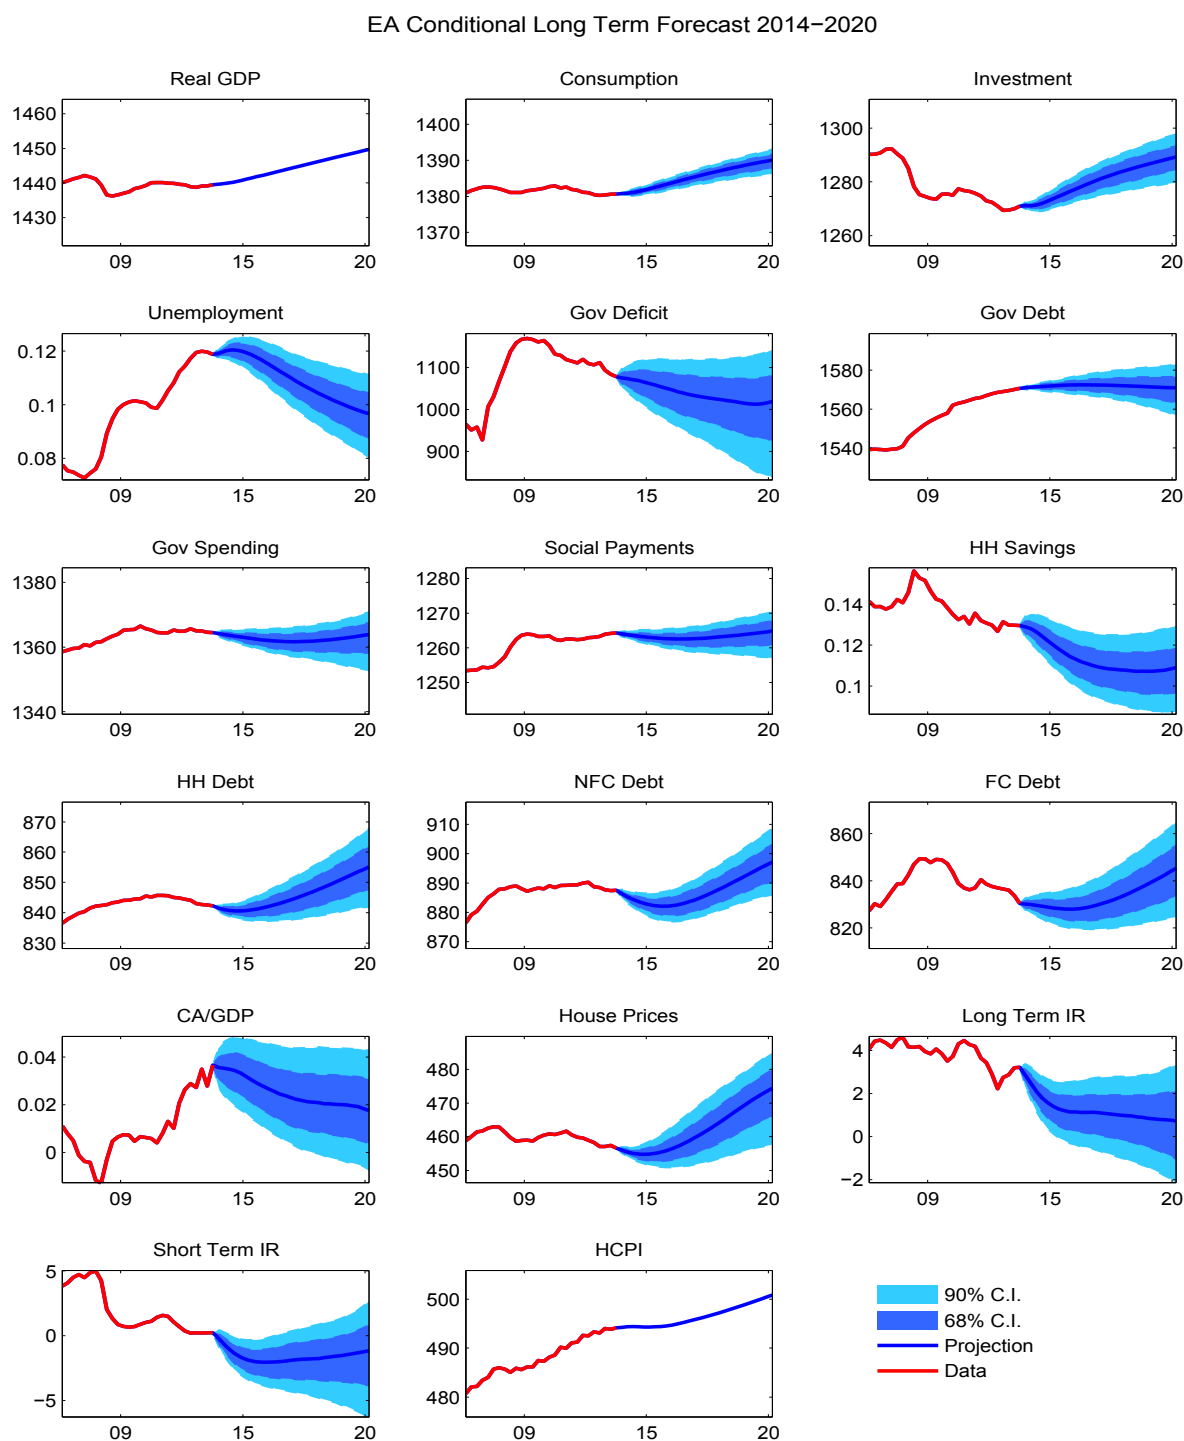 EA Conditional Long Term Forecast 2014−2020
Real GDP
1460
1450
1440
1430
09 15 20
Consumption
1400
1390
1380
1370
09 15 20
Investment
1300
1280
1260
09 15 20
Unemployment
0.12
0.1
0.08
09 15 20
Gov Deficit
1100
1000
900
09 15 20
Gov Debt
1580
1560
1540
09 15 20
Gov Spending
1380
1360
1340
09 15 20
Social Payments
1280
1270
1260
1250
09 15 20
HH Savings
0.14
0.12
0.1
09 15 20
HH Debt
870
860
850
840
830
09 15 20
NFC Debt
910
900
890
880
870
09 15 20
FC Debt
860
840
820
09 15 20
CA/GDP
0.04
0.02
0
09 15 20
House Prices
480
470
460
450
09 15 20
Long Term IR
4
2
0
−2
09 15 20
Short Term IR
5
0
−5
09 15 20
HCPI
500
490
480
09 15 20
90% C.I.
68% C.I.
Projection
Data